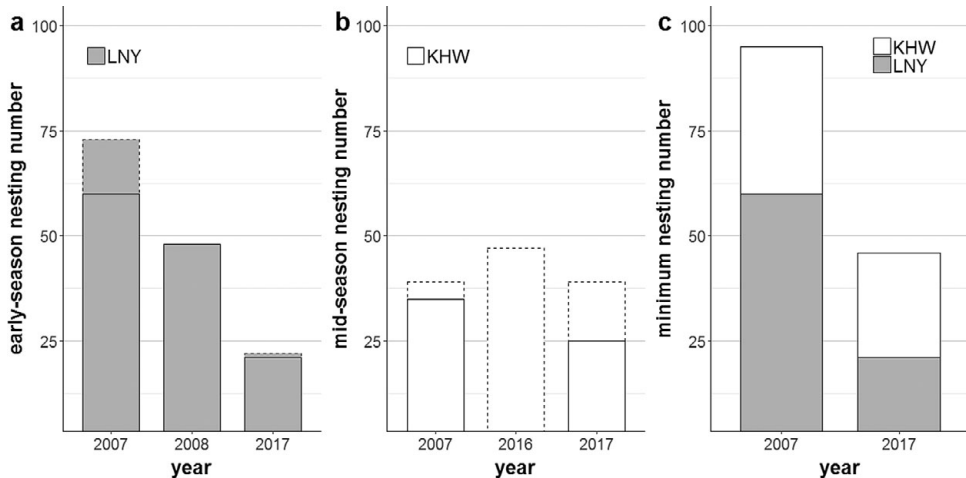 a
LNY
early-season nesting number
100
75
50
25
2007 2008 2017
year
b
KHW
mid-season nesting number
100
75
50
25
2007 2016 2017
year
c
KHW
LNY
minimum nesting number
100
75
50
25
2007 2017
year